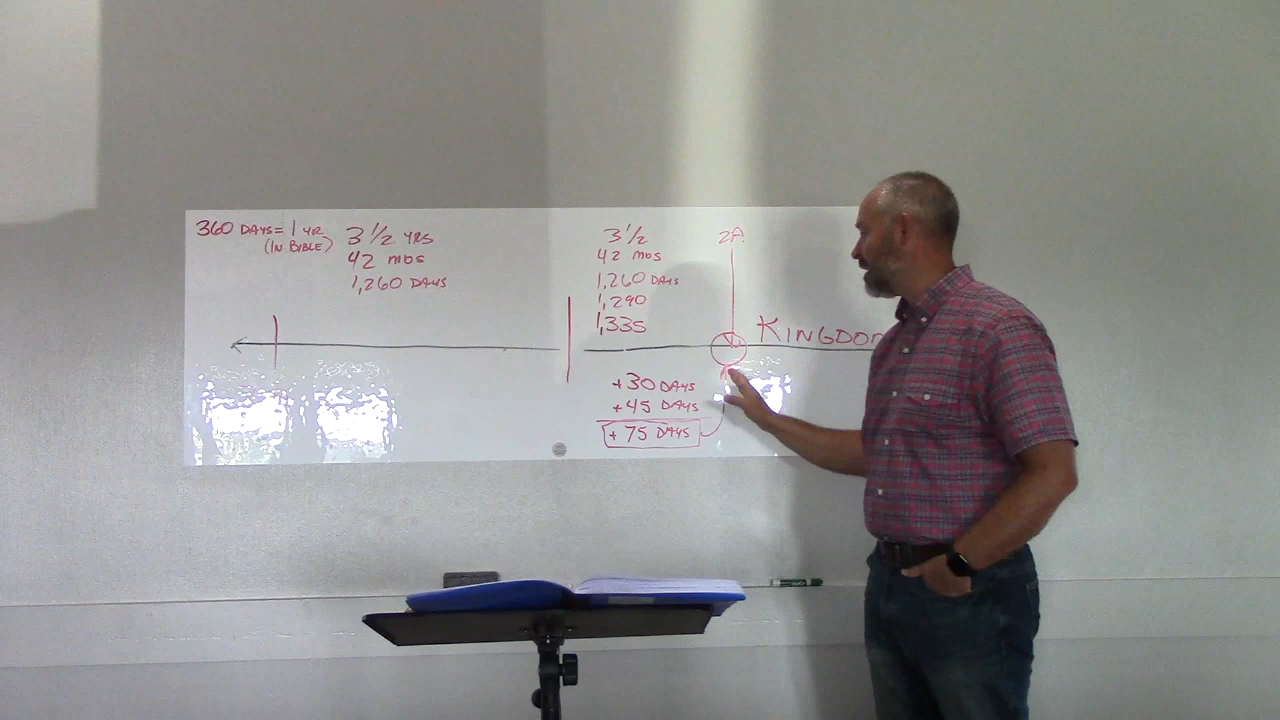 360 DAYS = 1 YR
(IN BIBLE)
3 1/2 YRS
42 MOS
1,260 DAYS
3 1/2
42 MOS
1,260 DAYS
1,290
1,335
2A
KINGDOM
+30 DAYS
+45 DAYS
+75 DAYS